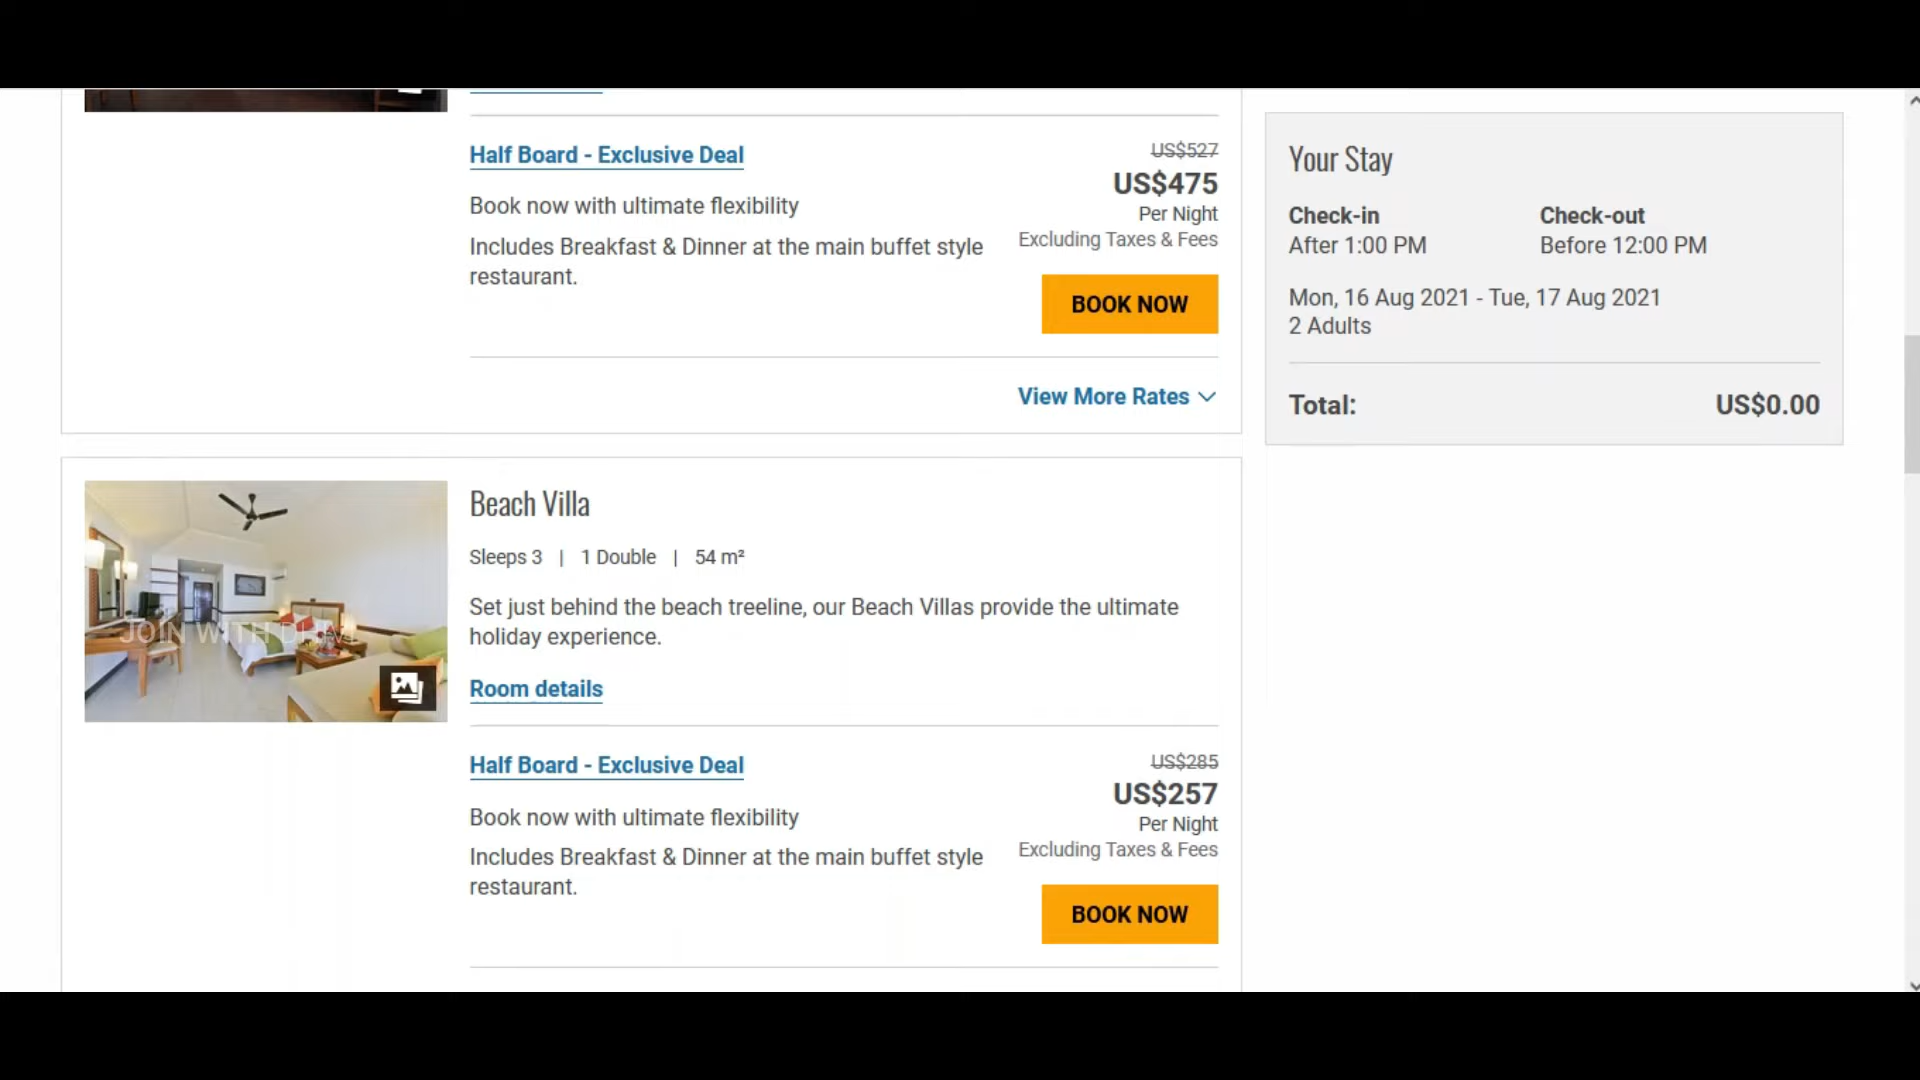 Half Board - Exclusive Deal
US$527
US$475
Per Night
Excluding Taxes & Fees
Book now with ultimate flexibility
Includes Breakfast & Dinner at the main buffet style
restaurant.
BOOK NOW
View More Rates
Your Stay
Check-in
After 1:00 PM
Check-out
Before 12:00 PM
Mon, 16 Aug 2021 - Tue, 17 Aug 2021
2 Adults
Total:
US$0.00
Beach Villa
Sleeps 3 | 1 Double | 54 m²
Set just behind the beach treeline, our Beach Villas provide the ultimate
holiday experience.
JOIN WITH
Room details
Half Board - Exclusive Deal
US$285
US$257
Per Night
Excluding Taxes & Fees
Book now with ultimate flexibility
Includes Breakfast & Dinner at the main buffet style
restaurant.
BOOK NOW